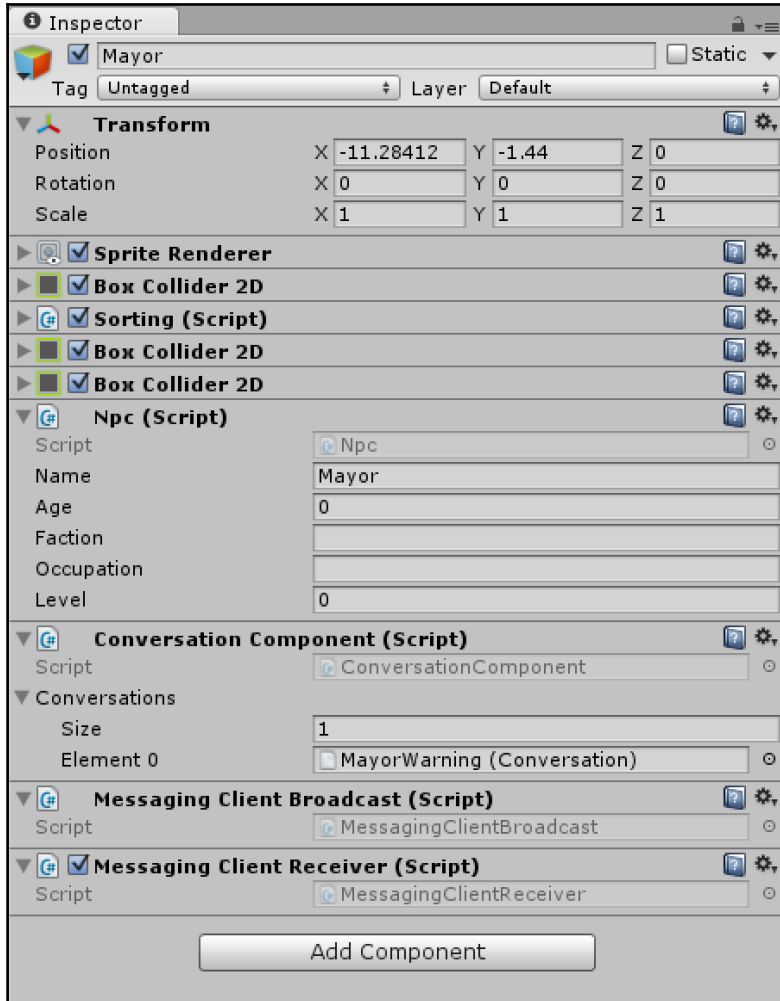 Inspector
Mayor Static
Tag Untagged Layer Default
Transform
Position X -11.28412 Y -1.44 Z 0
Rotation X 0 Y 0 Z 0
Scale X 1 Y 1 Z 1
Sprite Renderer
Box Collider 2D
Sorting (Script)
Box Collider 2D
Box Collider 2D
Npc (Script)
Script Npc
Name Mayor
Age 0
Faction
Occupation
Level 0
Conversation Component (Script)
Script ConversationComponent
Conversations
Size 1
Element 0 MayorWarning (Conversation)
Messaging Client Broadcast (Script)
Script MessagingClientBroadcast
Messaging Client Receiver (Script)
Script MessagingClientReceiver
Add Component